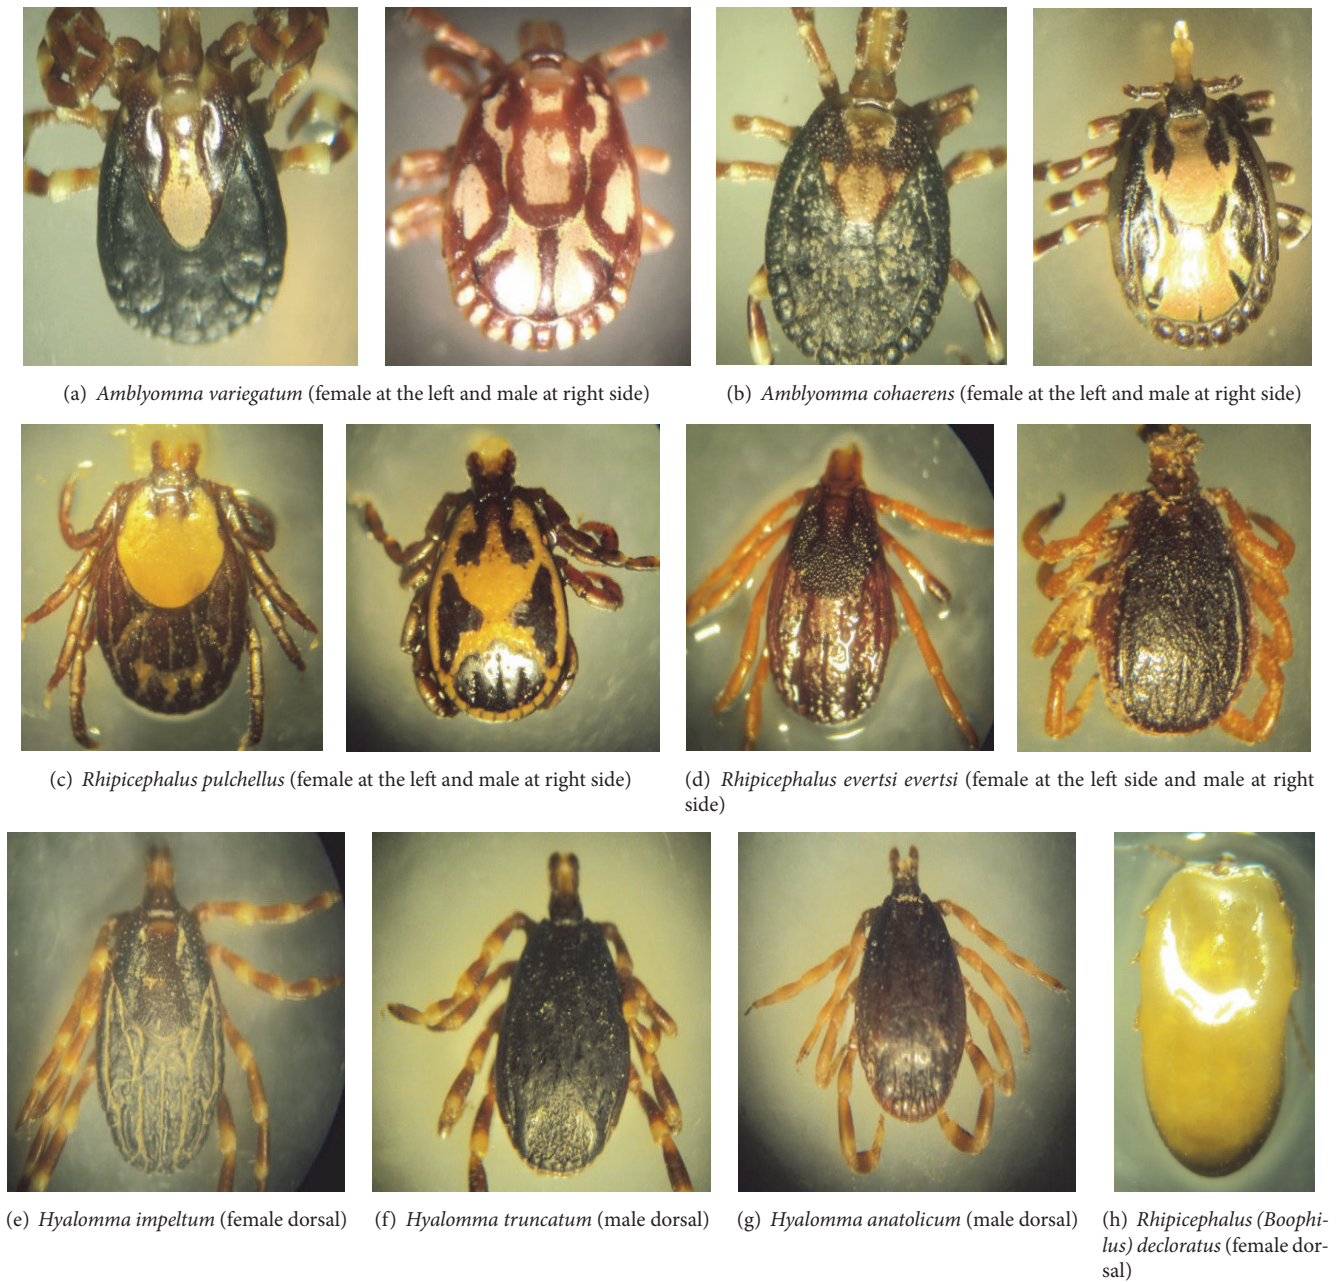 (a) Amblyomma variegatum (female at the left and male at right side)
(b) Amblyomma cohaerens (female at the left and male at right side)
(c) Rhipicephalus pulchellus (female at the left and male at right side)
(d) Rhipicephalus evertsi evertsi (female at the left side and male at right
side)
(e) Hyalomma impeltum (female dorsal)
(f) Hyalomma truncatum (male dorsal)
(g) Hyalomma anatolicum (male dorsal)
(h) Rhipicephalus (Boophi-
lus) decloratus (female dor-
sal)